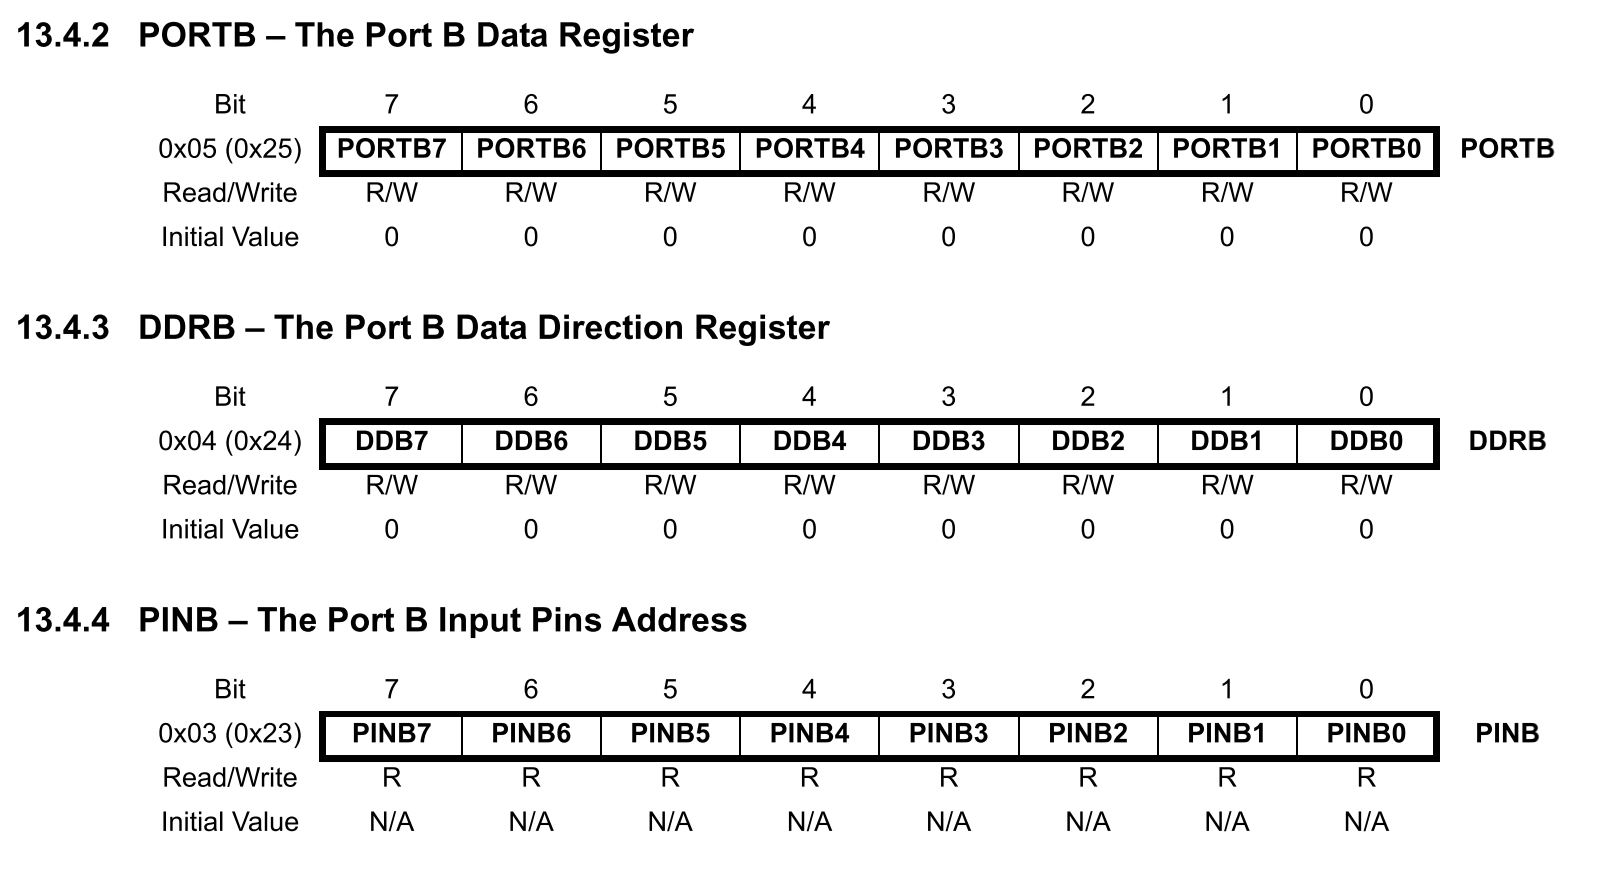 13.4.2 PORTB – The Port B Data Register
Bit 7 6 5 4 3 2 1 0
0x05 (0x25) PORTB7 PORTB6 PORTB5 PORTB4 PORTB3 PORTB2 PORTB1 PORTB0 PORTB
Read/Write R/W R/W R/W R/W R/W R/W R/W R/W
Initial Value 0 0 0 0 0 0 0 0
13.4.3 DDRB – The Port B Data Direction Register
Bit 7 6 5 4 3 2 1 0
0x04 (0x24) DDB7 DDB6 DDB5 DDB4 DDB3 DDB2 DDB1 DDB0 DDRB
Read/Write R/W R/W R/W R/W R/W R/W R/W R/W
Initial Value 0 0 0 0 0 0 0 0
13.4.4 PINB – The Port B Input Pins Address
Bit 7 6 5 4 3 2 1 0
0x03 (0x23) PINB7 PINB6 PINB5 PINB4 PINB3 PINB2 PINB1 PINB0 PINB
Read/Write R R R R R R R R
Initial Value N/A N/A N/A N/A N/A N/A N/A N/A